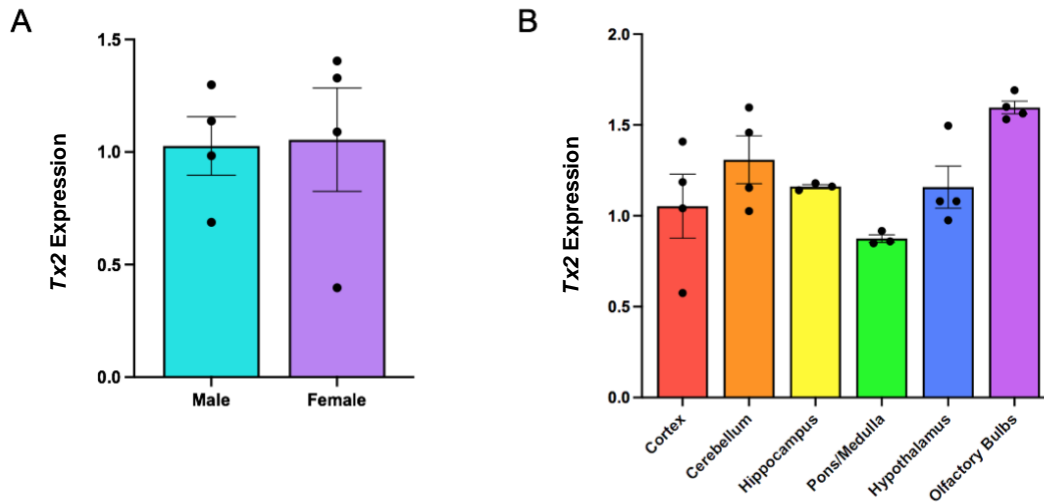 A
1.5
1.0
0.5
0.0
Tx2 Expression
Male
Female
B
2.0
1.5
1.0
0.5
0.0
Tx2 Expression
Cortex
Cerebellum
Hippocampus
Pons/Medulla
Hypothalamus
Olfactory Bulbs